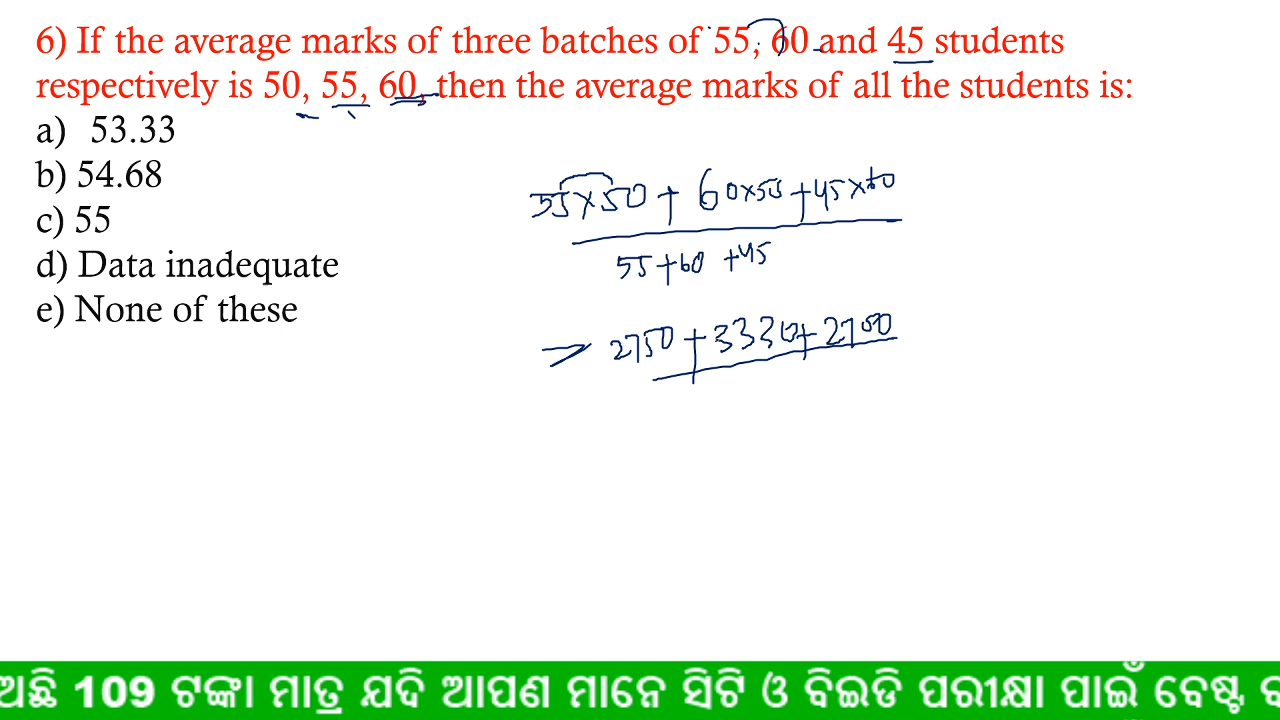 6) If the average marks of three batches of 55, 60 and 45 students
respectively is 50, 55, 60, then the average marks of all the students is:
a) 53.33
b) 54.68
c) 55
d) Data inadequate
e) None of these
55×50 + 60×55 + 45×60
55+60 +45
⇒ 2750 + 3330 + 2700
ଅଛି 109 ଟଙ୍କା ମାତ୍ର ଯଦି ଆପଣ ମାନେ ସିଟି ଓ ବିଇଡି ପରୀକ୍ଷା ପାଇଁ ବେଷ୍ଟ